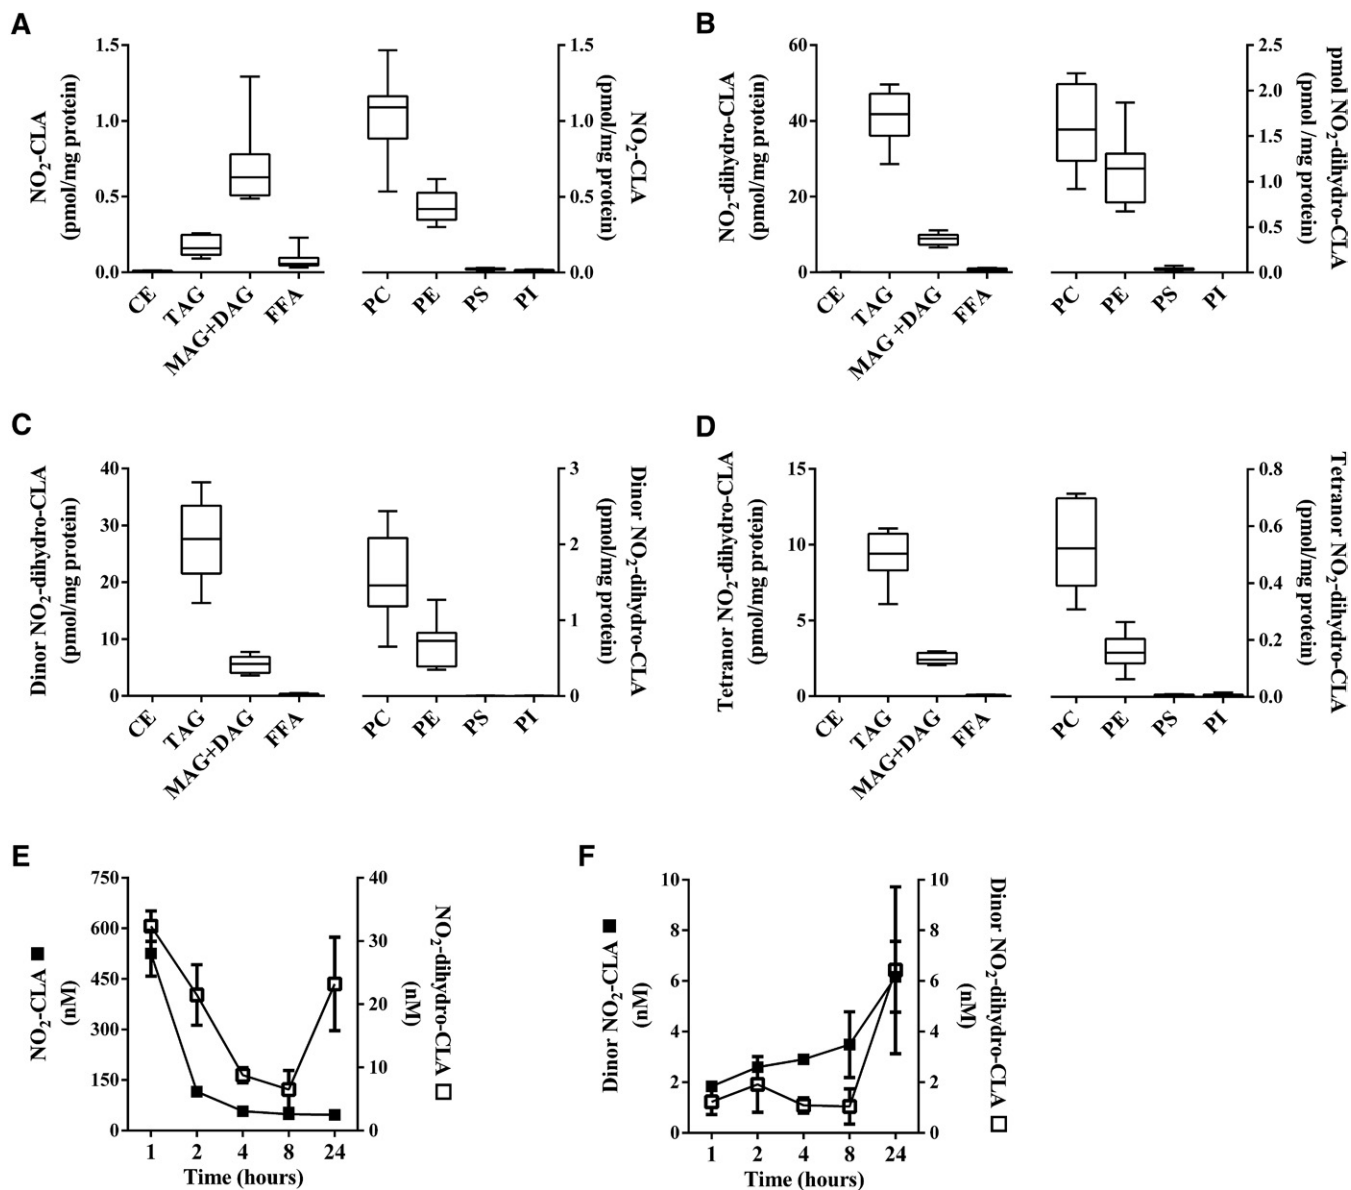 A
NO2-CLA
(pmol/mg protein)
1.5
1.0
0.5
0.0
CE
TAG
MAG+DAG
FFA
PC
PE
PS
PI
1.5
1.0
0.5
0.0
NO2-CLA
(pmol/mg protein)
B
NO2-dihydro-CLA
(pmol/mg protein)
60
40
20
0
CE
TAG
MAG +DAG
FFA
PC
PE
PS
PI
2.5
2.0
1.5
1.0
0.5
0.0
pmol NO2-dihydro-CLA
(pmol /mg protein)
C
Dinor NO2-dihydro-CLA
(pmol/mg protein)
40
30
20
10
0
CE
TAG
MAG+DAG
FFA
PC
PE
PS
PI
3
2
1
0
Dinor NO2-dihydro-CLA
(pmol/mg protein)
D
Tetranor NO2-dihydro-CLA
(pmol/mg protein)
15
10
5
0
CE
TAG
MAG+DAG
FFA
PC
PE
PS
PI
0.8
0.6
0.4
0.2
0.0
Tetranor NO2-dihydro-CLA
(pmol/mg protein)
E
NO2-CLA
(nM)
750
600
450
300
150
0
1 2 4 8 24
Time (hours)
40
30
20
10
0
NO2-dihydro-CLA
(nM)
F
Dinor NO2-CLA
(nM)
10
8
6
4
2
0
1 2 4 8 24
Time (hours)
10
8
6
4
2
0
Dinor NO2-dihydro-CLA
(nM)